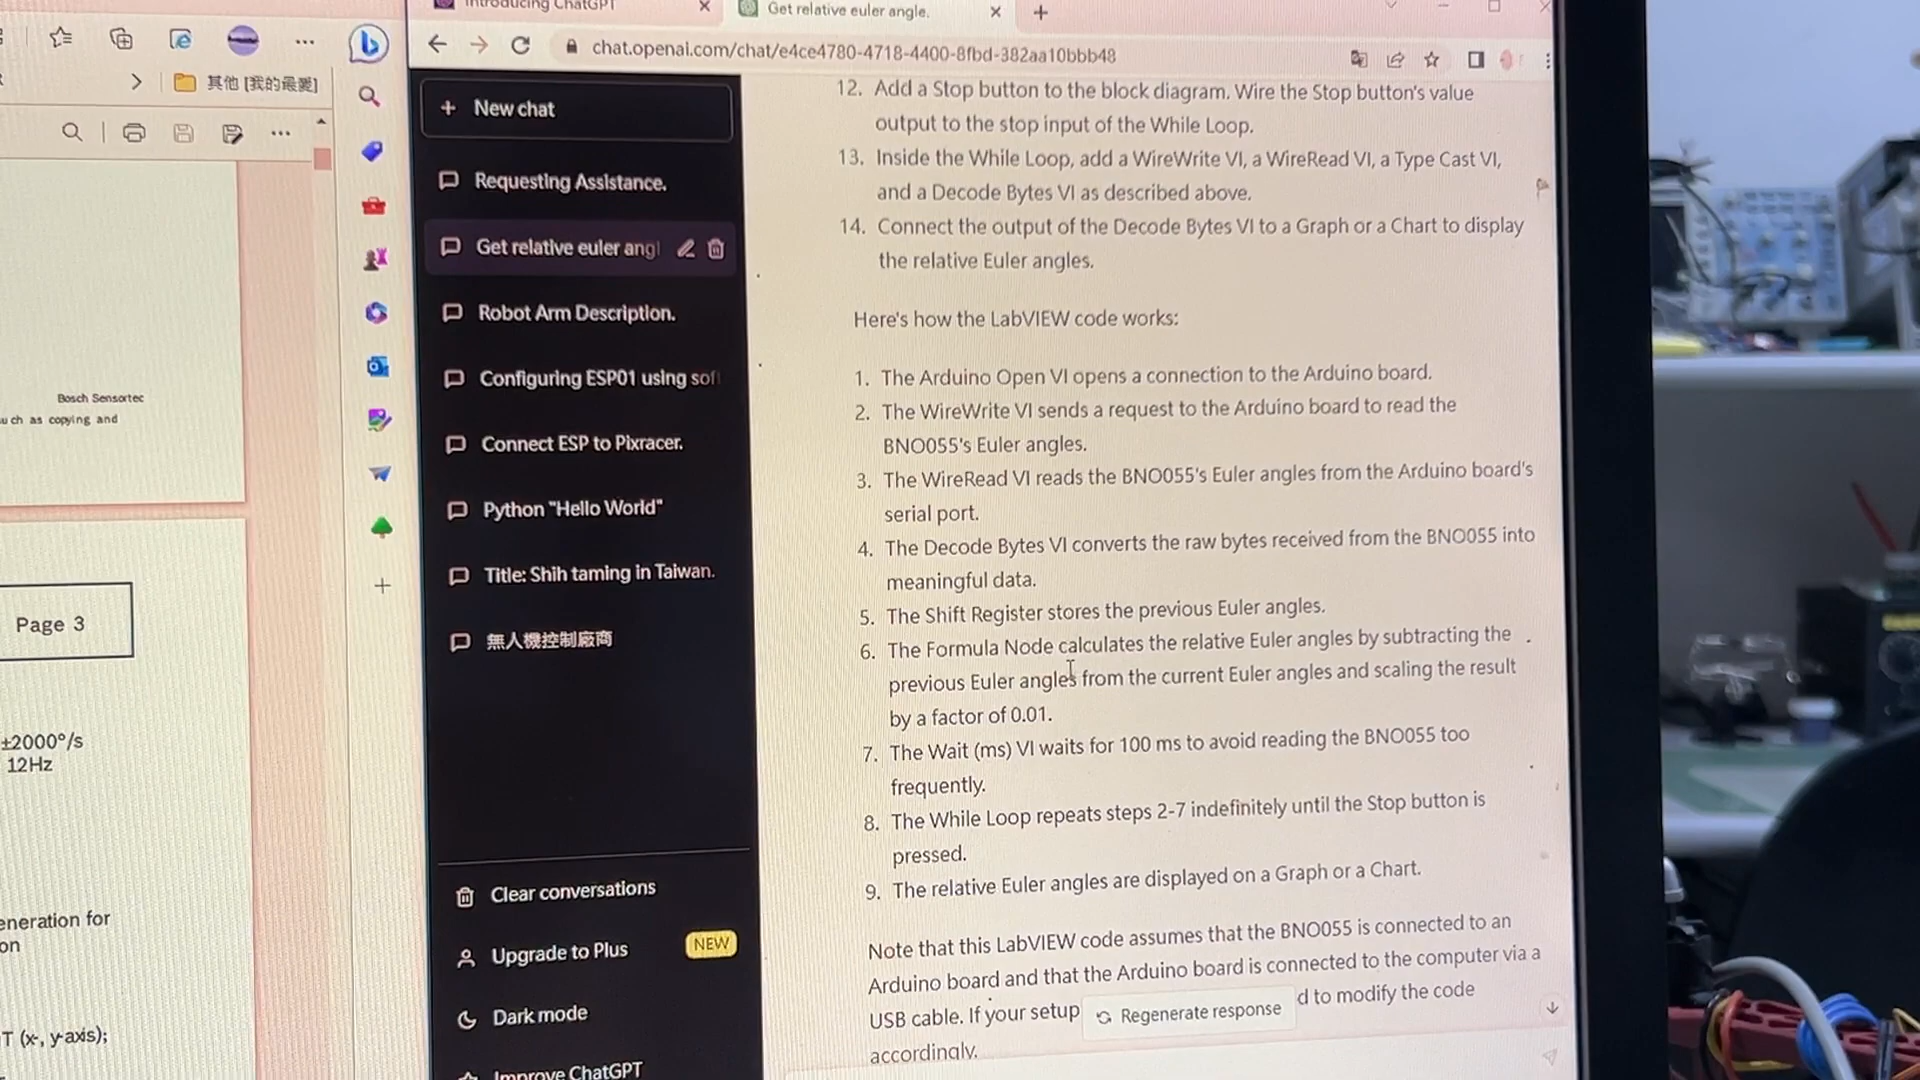 其他 [我的最愛]
Bosch Sensortec
such as copying and
Page 3
±2000°/s
12Hz
eneration for
on
T (x-, y-axis);
Introducing ChatGPT
Get relative euler angle.
chat.openai.com/chat/e4ce4780-4718-4400-8fbd-382aa10bbb48
+ New chat
Requesting Assistance.
Get relative euler angl
Robot Arm Description.
Configuring ESP01 using sof
Connect ESP to Pixracer.
Python "Hello World"
Title: Shih taming in Taiwan.
無人機控制廠商
Clear conversations
Upgrade to Plus NEW
Dark mode
Improve ChatGPT
12. Add a Stop button to the block diagram. Wire the Stop button's value
output to the stop input of the While Loop.
13. Inside the While Loop, add a WireWrite VI, a WireRead VI, a Type Cast VI,
and a Decode Bytes VI as described above.
14. Connect the output of the Decode Bytes VI to a Graph or a Chart to display
the relative Euler angles.
Here's how the LabVIEW code works:
1. The Arduino Open VI opens a connection to the Arduino board.
2. The WireWrite VI sends a request to the Arduino board to read the
BNO055's Euler angles.
3. The WireRead VI reads the BNO055's Euler angles from the Arduino board's
serial port.
4. The Decode Bytes VI converts the raw bytes received from the BNO055 into
meaningful data.
5. The Shift Register stores the previous Euler angles.
6. The Formula Node calculates the relative Euler angles by subtracting the
previous Euler angles from the current Euler angles and scaling the result
by a factor of 0.01.
7. The Wait (ms) VI waits for 100 ms to avoid reading the BNO055 too
frequently.
8. The While Loop repeats steps 2-7 indefinitely until the Stop button is
pressed.
9. The relative Euler angles are displayed on a Graph or a Chart.
Note that this LabVIEW code assumes that the BNO055 is connected to an
Arduino board and that the Arduino board is connected to the computer via a
USB cable. If your setup d to modify the code
Regenerate response
accordingly.